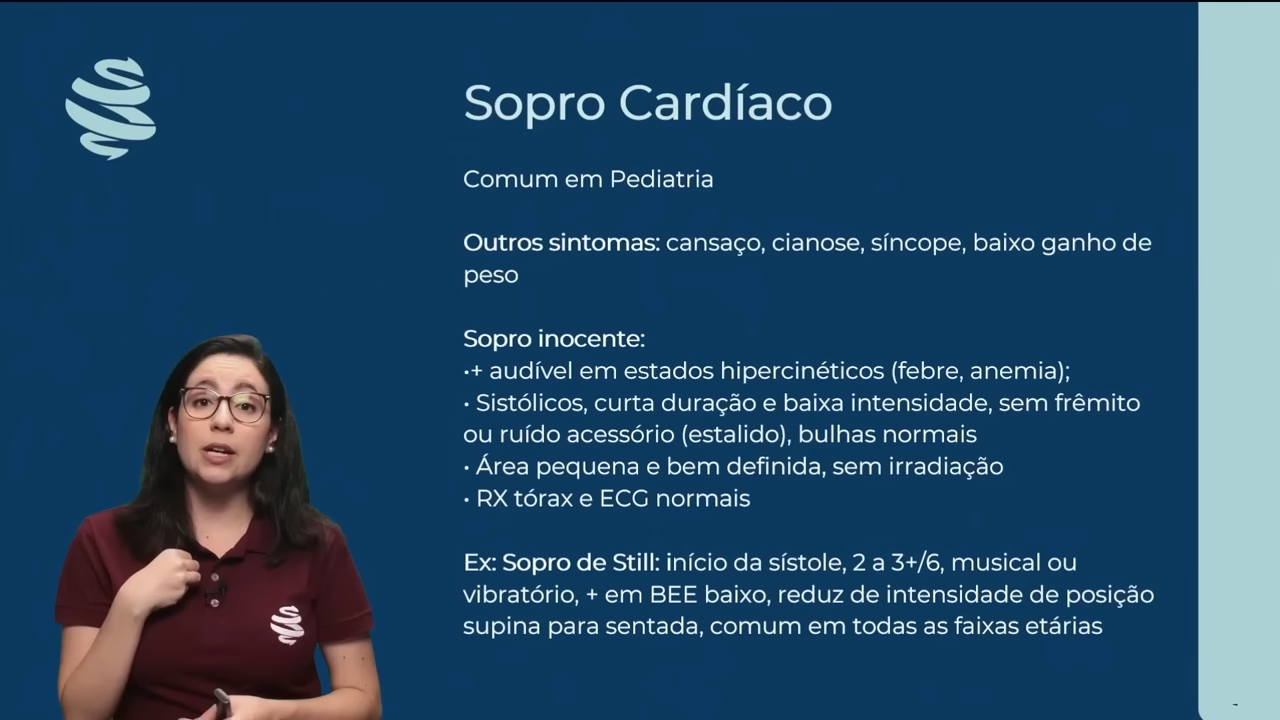 Sopro Cardíaco
Comum em Pediatria
Outros sintomas: cansaço, cianose, síncope, baixo ganho de
peso
Sopro inocente:
•+ audível em estados hipercinéticos (febre, anemia);
• Sistólicos, curta duração e baixa intensidade, sem frêmito
ou ruído acessório (estalido), bulhas normais
• Área pequena e bem definida, sem irradiação
• RX tórax e ECG normais
Ex: Sopro de Still: início da sístole, 2 a 3+/6, musical ou
vibratório, + em BEE baixo, reduz de intensidade de posição
supina para sentada, comum em todas as faixas etárias